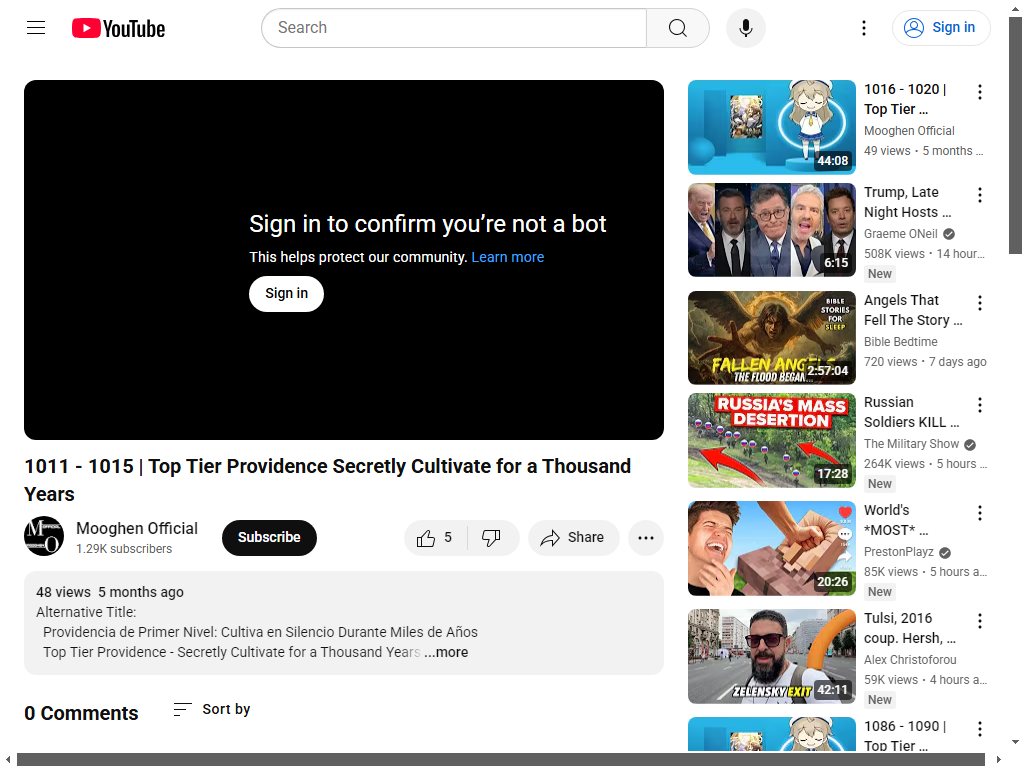 YouTube
Search
Sign in
Sign in to confirm you're not a bot
This helps protect our community. Learn more
Sign in
1011 - 1015 | Top Tier Providence Secretly Cultivate for a Thousand
Years
Mooghen Official
1.29K subscribers
Subscribe
5
Share
48 views 5 months ago
Alternative Title:
Providencia de Primer Nivel: Cultiva en Silencio Durante Miles de Años
Top Tier Providence - Secretly Cultivate for a Thousand Years ...more
0 Comments
Sort by
44:08
1016 - 1020 |
Top Tier ...
Mooghen Official
49 views • 5 months ...
6:15
Trump, Late
Night Hosts ...
Graeme ONeil
508K views • 14 hour...
New
BIBLE
STORIES
FOR
SLEEP
FALLEN ANGELS
THE FLOOD BEGAN...
2:57:04
Angels That
Fell The Story ...
Bible Bedtime
720 views • 7 days ago
RUSSIA'S MASS
DESERTION
17:28
Russian
Soldiers KILL ...
The Military Show
264K views • 5 hours ...
New
20:26
World's
*MOST* ...
PrestonPlayz
85K views • 5 hours a...
New
ZELENSKY EXIT
42:11
Tulsi, 2016
coup. Hersh, ...
Alex Christoforou
59K views • 4 hours a...
New
1086 - 1090 |
Top Tier ...